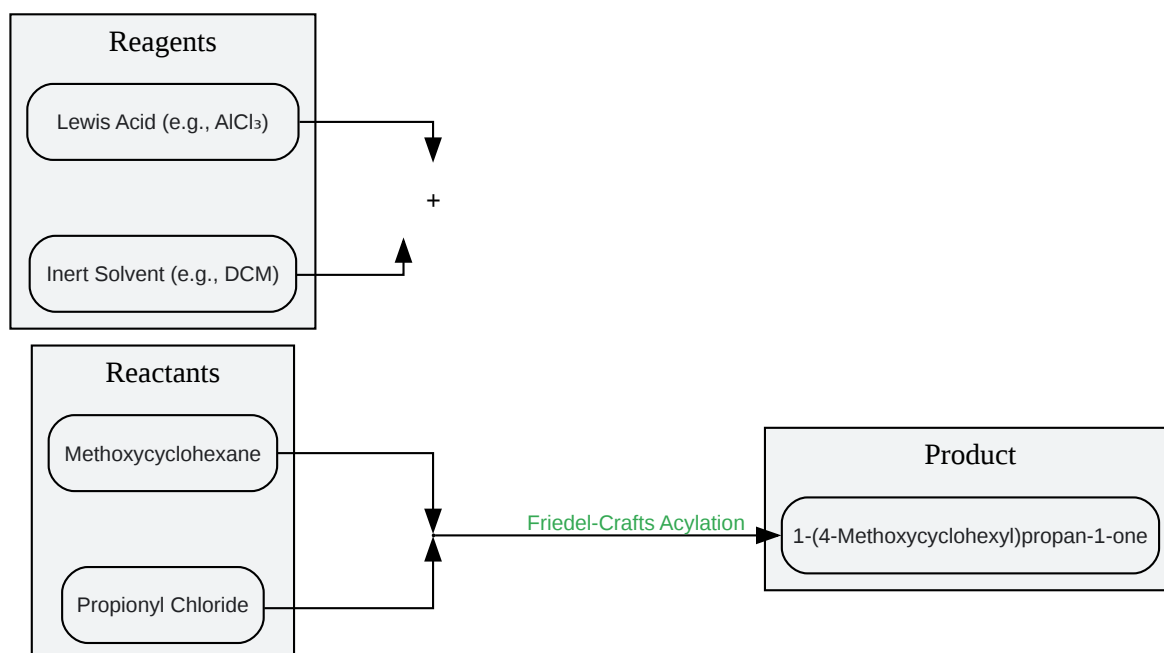 Reagents
Lewis Acid (e.g., AlCl₃)
+
Inert Solvent (e.g., DCM)
Reactants
Methoxycyclohexane
Propionyl Chloride
Friedel-Crafts Acylation
Product
1-(4-Methoxycyclohexyl)propan-1-one